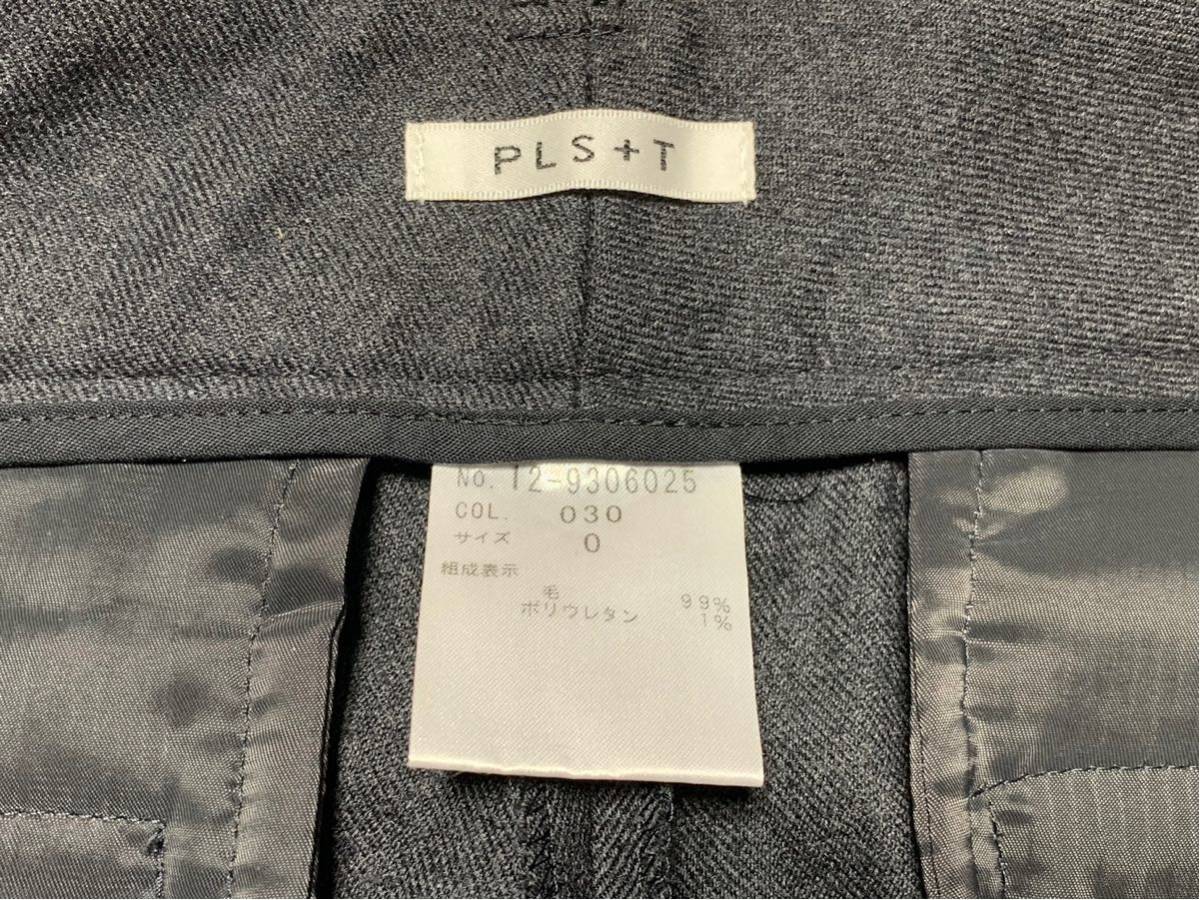 PLS+T
No. 12-9306025
COL. 030
サイズ 0
組成表示
毛 99%
ポリウレタン 1%